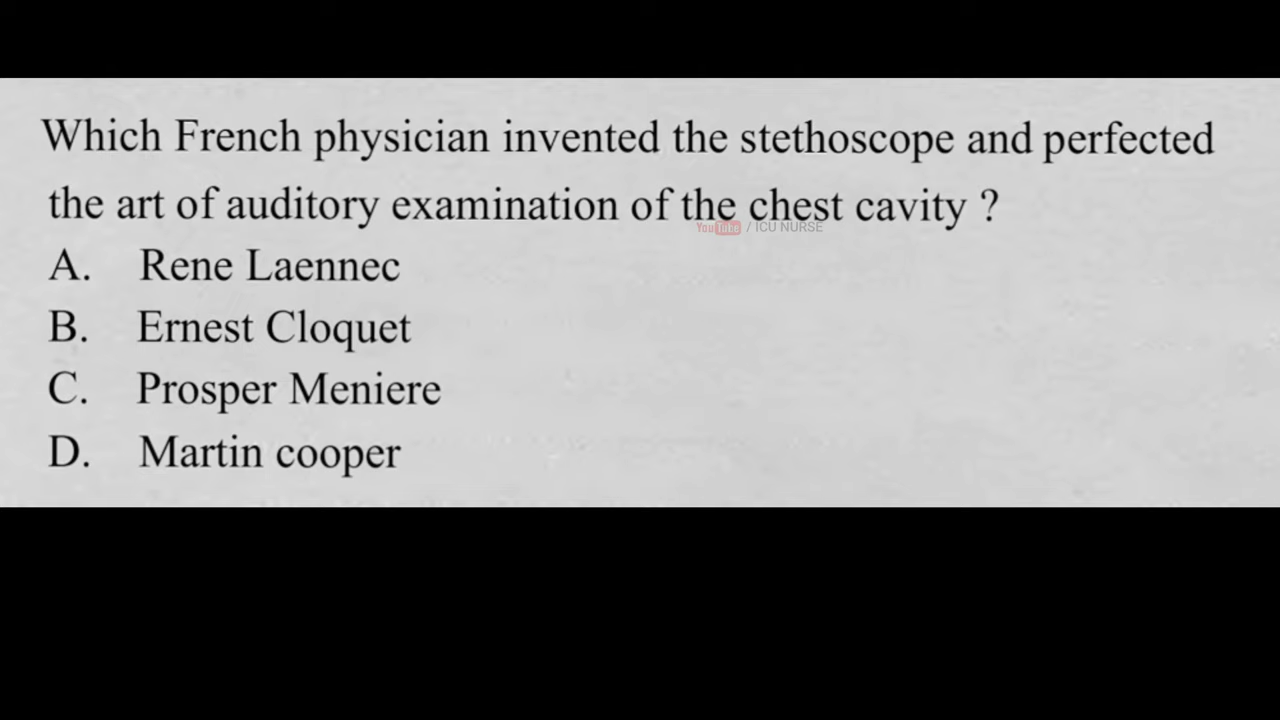 Which French physician invented the stethoscope and perfected
the art of auditory examination of the chest cavity ?
YouTube / ICU NURSE
A. Rene Laennec
B. Ernest Cloquet
C. Prosper Meniere
D. Martin cooper